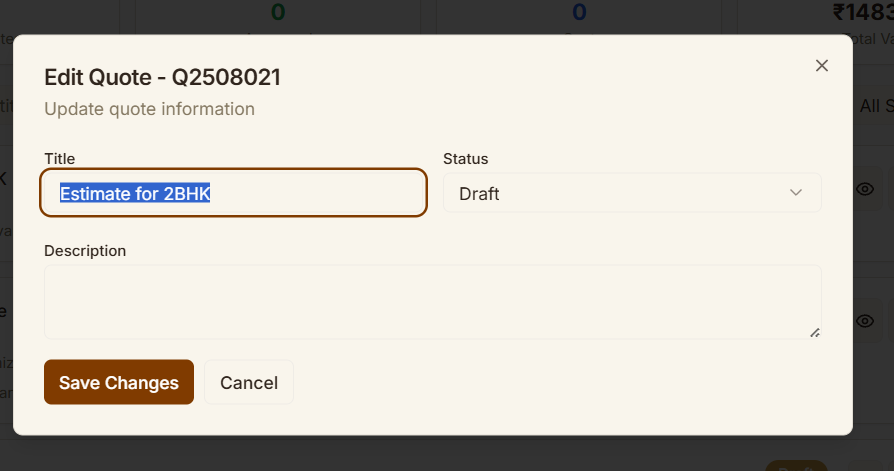 0
0
₹1483
Total Va
Edit Quote - Q2508021
Update quote information
All S
Title
Status
Estimate for 2BHK
Draft
Description
Save Changes
Cancel